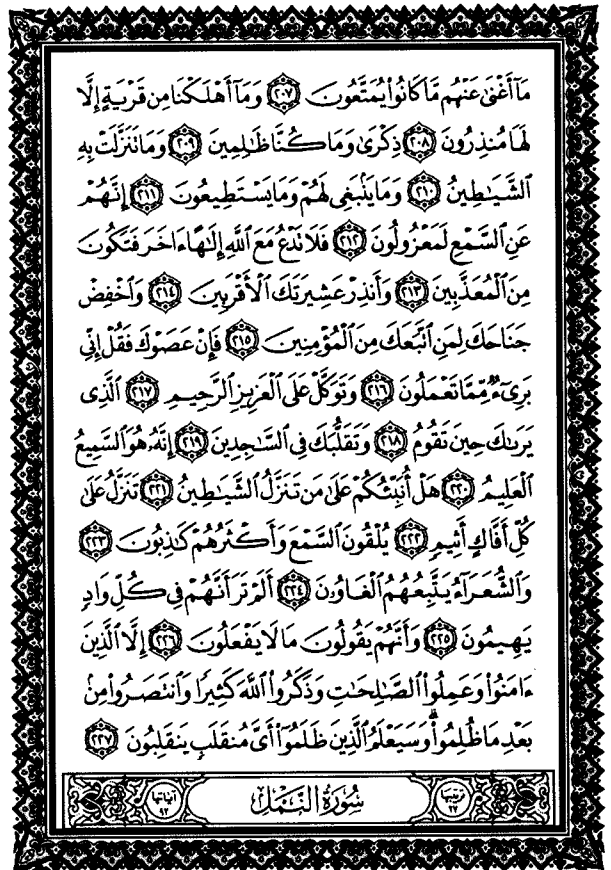 مَآ أَغْنَىٰ عَنْهُم مَّا كَانُوا۟ يُمَتَّعُونَ ٢٠٧ وَمَآ أَهْلَكْنَا مِن قَرْيَةٍ إِلَّا
لَهَا مُنذِرُونَ ٢٠٨ ذِكْرَىٰ وَمَا كُنَّا ظَٰلِمِينَ ٢٠٩ وَمَا تَنَزَّلَتْ بِهِ
ٱلشَّيَٰطِينُ ٢١٠ وَمَا يَنۢبَغِى لَهُمْ وَمَا يَسْتَطِيعُونَ ٢١١ إِنَّهُمْ
عَنِ ٱلسَّمْعِ لَمَعْزُولُونَ ٢١٢ فَلَا تَدْعُ مَعَ ٱللَّهِ إِلَٰهًا ءَاخَرَ فَتَكُونَ
مِنَ ٱلْمُعَذَّبِينَ ٢١٣ وَأَنذِرْ عَشِيرَتَكَ ٱلْأَقْرَبِينَ ٢١٤ وَٱخْفِضْ
جَنَاحَكَ لِمَنِ ٱتَّبَعَكَ مِنَ ٱلْمُؤْمِنِينَ ٢١٥ فَإِنْ عَصَوْكَ فَقُلْ إِنِّى
بَرِىٓءٌ مِّمَّا تَعْمَلُونَ ٢١٦ وَتَوَكَّلْ عَلَى ٱلْعَزِيزِ ٱلرَّحِيمِ ٢١٧ ٱلَّذِى
يَرَىٰكَ حِينَ تَقُومُ ٢١٨ وَتَقَلُّبَكَ فِى ٱلسَّٰجِدِينَ ٢١٩ إِنَّهُۥ هُوَ ٱلسَّمِيعُ
ٱلْعَلِيمُ ٢٢٠ هَلْ أُنَبِّئُكُمْ عَلَىٰ مَن تَنَزَّلُ ٱلشَّيَٰطِينُ ٢٢١ تَنَزَّلُ عَلَىٰ
كُلِّ أَفَّاكٍ أَثِيمٍ ٢٢٢ يُلْقُونَ ٱلسَّمْعَ وَأَكْثَرُهُمْ كَٰذِبُونَ ٢٢٣
وَٱلشُّعَرَآءُ يَتَّبِعُهُمُ ٱلْغَاوُۥنَ ٢٢٤ أَلَمْ تَرَ أَنَّهُمْ فِى كُلِّ وَادٍ
يَهِيمُونَ ٢٢٥ وَأَنَّهُمْ يَقُولُونَ مَا لَا يَفْعَلُونَ ٢٢٦ إِلَّا ٱلَّذِينَ
ءَامَنُوا۟ وَعَمِلُوا۟ ٱلصَّٰلِحَٰتِ وَذَكَرُوا۟ ٱللَّهَ كَثِيرًا وَٱنتَصَرُوا۟ مِنۢ
بَعْدِ مَا ظُلِمُوا۟ ۗ وَسَيَعْلَمُ ٱلَّذِينَ ظَلَمُوٓا۟ أَىَّ مُنقَلَبٍ يَنقَلِبُونَ ٢٢٧
ترتيبها ٢٧ سُورَةُ النَّمْلِ آياتها ٩٣